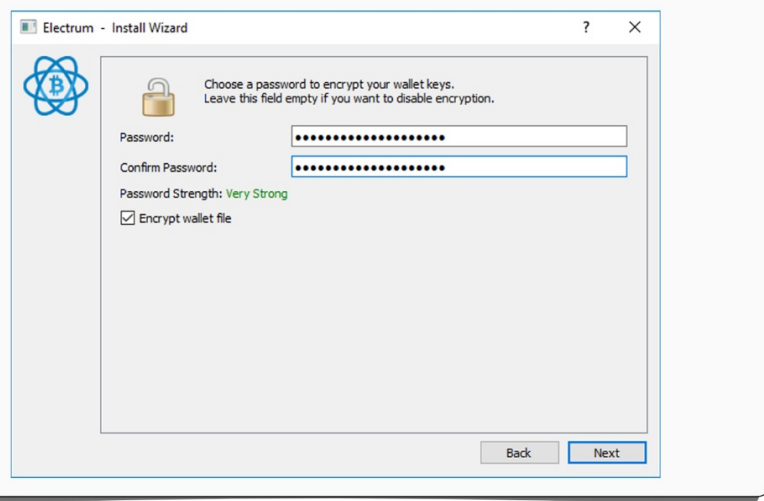 Electrum - Install Wizard
Choose a password to encrypt your wallet keys.
Leave this field empty if you want to disable encryption.
Password: ••••••••••••••••••••
Confirm Password: ••••••••••••••••••••
Password Strength: Very Strong
Encrypt wallet file
Back Next